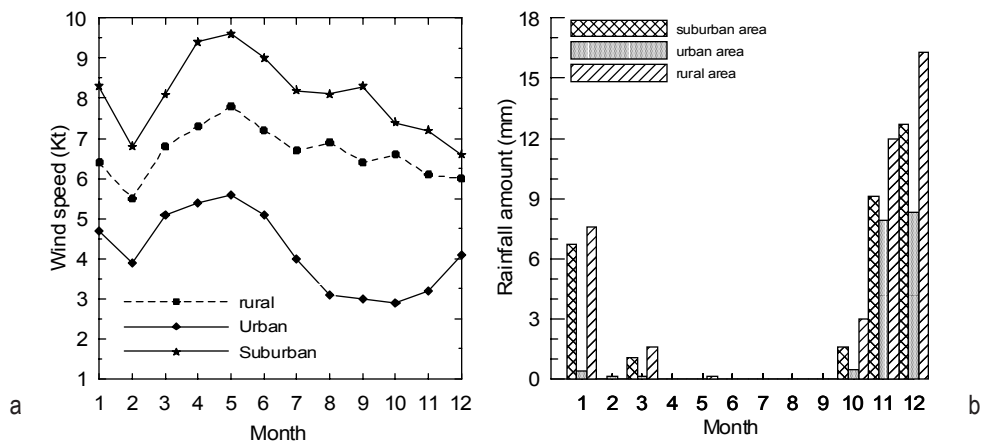 10
9
8
7
6
5
4
3
2
1
Wind speed (Kt)
rural
Urban
Suburban
1 2 3 4 5 6 7 8 9 10 11 12
Month
a
18
15
12
9
6
3
0
Rainfall amount (mm)
suburban area
urban area
rural area
1 2 3 4 5 6 7 8 9 10 11 12
Month
b